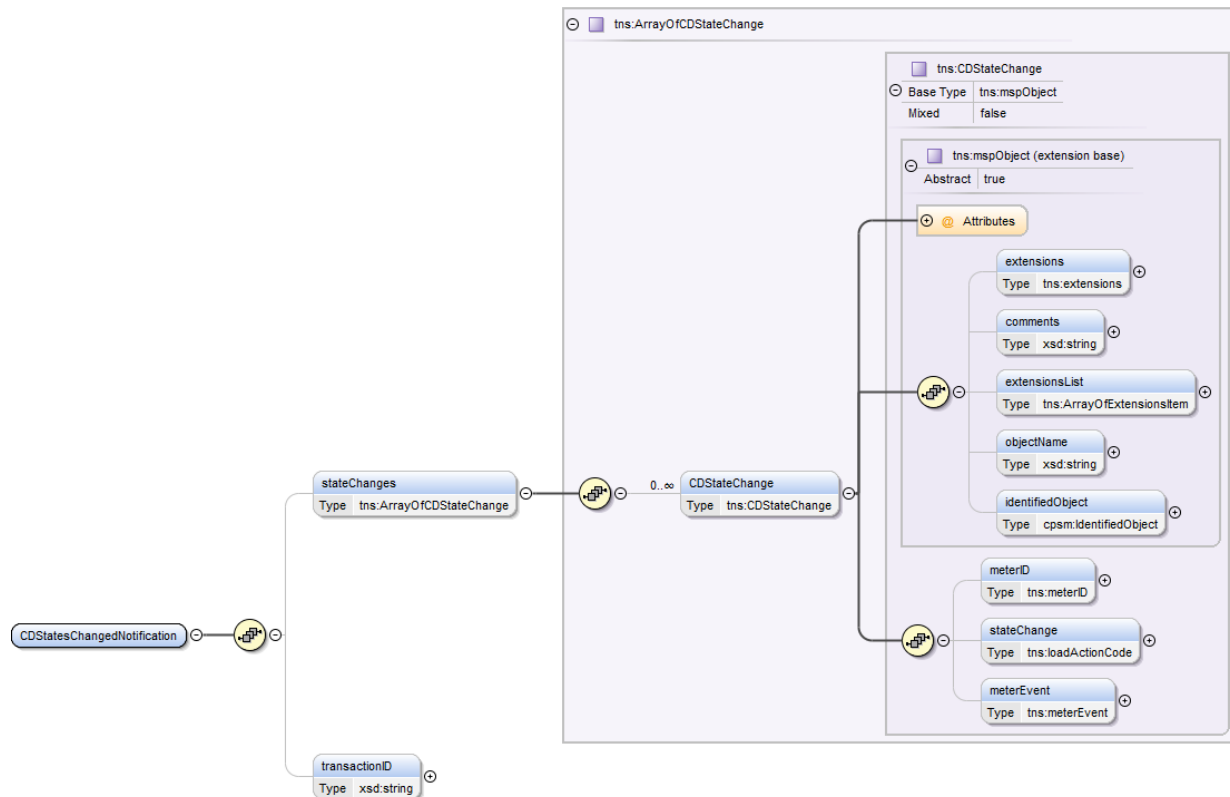 tns:ArrayOfCDStateChange
tns:CDStateChange
Base Type tns:mspObject
Mixed false
tns:mspObject (extension base)
Abstract true
@ Attributes
extensions
Type tns:extensions
comments
Type xsd:string
extensionsList
Type tns:ArrayOfExtensionsItem
objectName
Type xsd:string
identifiedObject
Type cpsm:IdentifiedObject
stateChanges
Type tns:ArrayOfCDStateChange
0..∞
CDStateChange
Type tns:CDStateChange
meterID
Type tns:meterID
stateChange
Type tns:loadActionCode
meterEvent
Type tns:meterEvent
CDStatesChangedNotification
transactionID
Type xsd:string